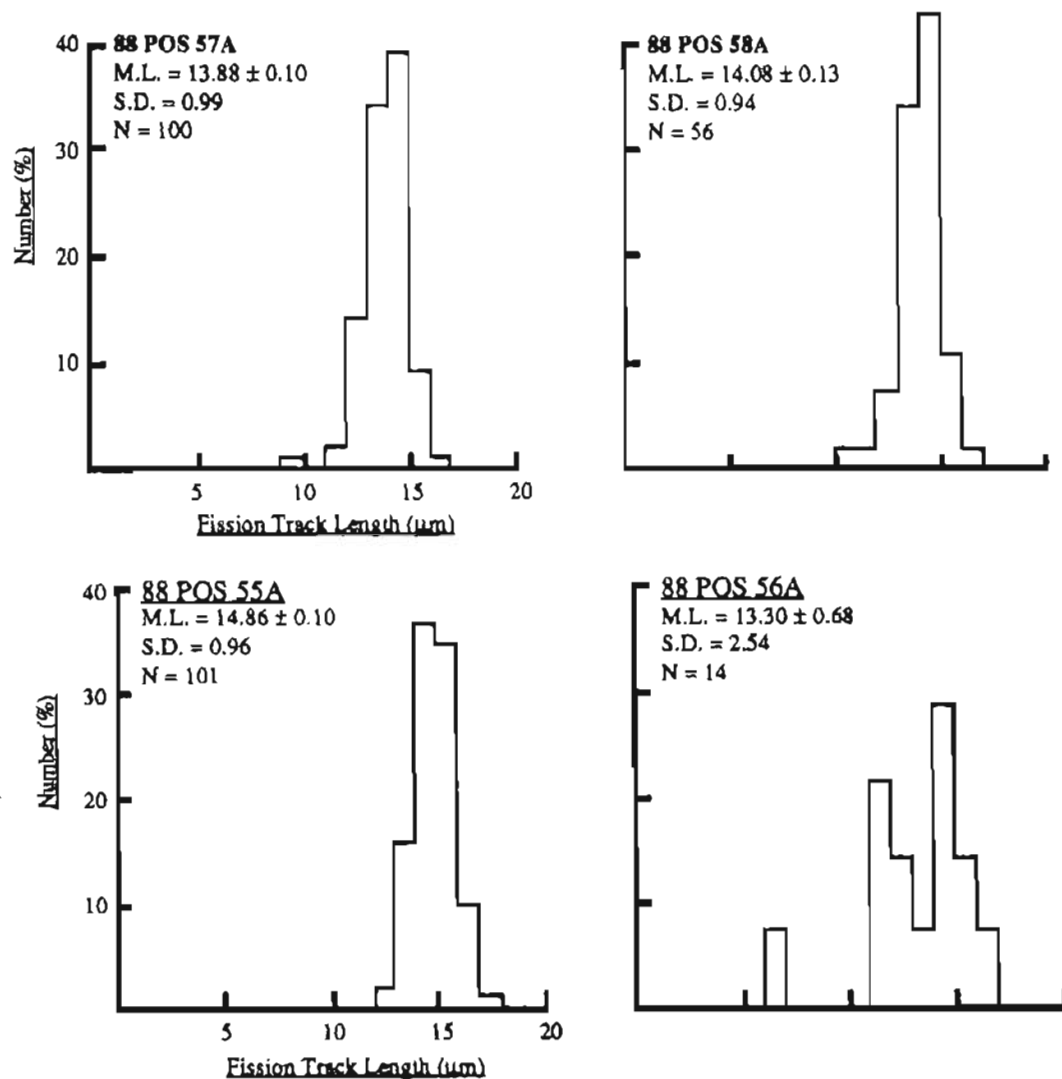 88 POS 57A
M.L. = 13.88 ± 0.10
S.D. = 0.99
N = 100
Number (%)
40
30
20
10
5 10 15 20
Fission Track Length (μm)
88 POS 58A
M.L. = 14.08 ± 0.13
S.D. = 0.94
N = 56
88 POS 55A
M.L. = 14.86 ± 0.10
S.D. = 0.96
N = 101
Number (%)
40
30
20
10
5 10 15 20
Fission Track Length (μm)
88 POS 56A
M.L. = 13.30 ± 0.68
S.D. = 2.54
N = 14